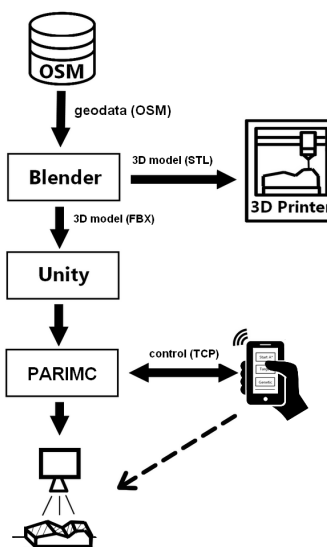 OSM
geodata (OSM)
Blender
3D model (STL)
3D Printer
3D model (FBX)
Unity
PARIMC
control (TCP)